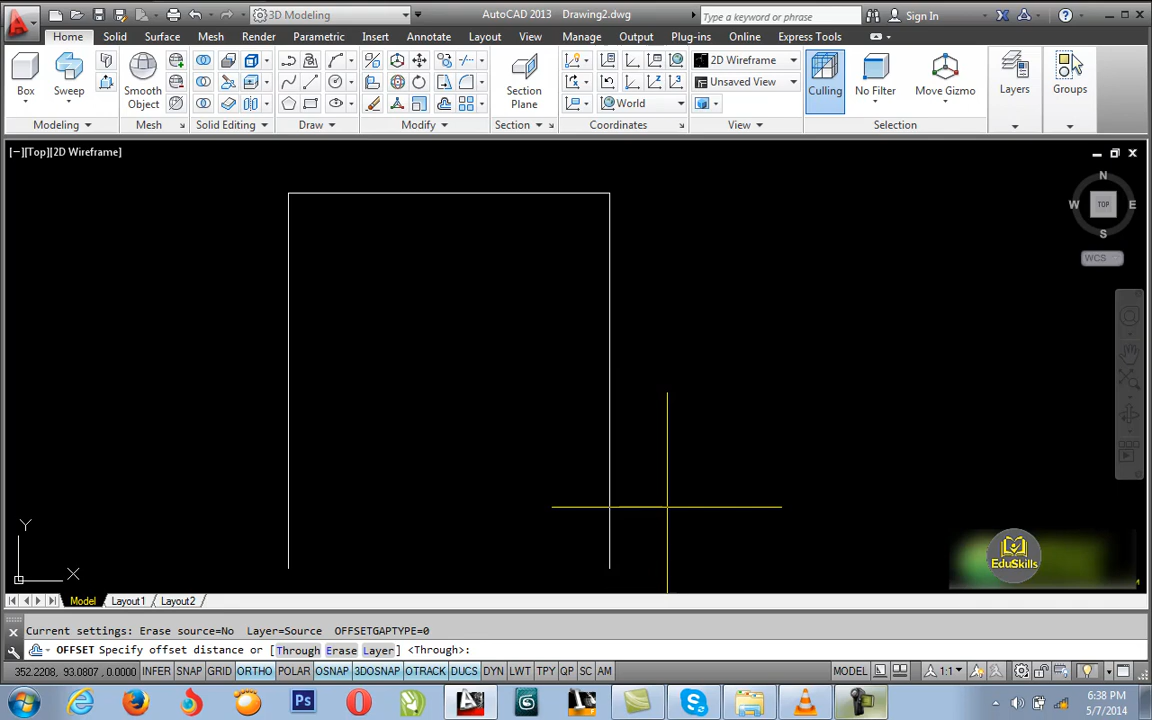 3D Modeling
AutoCAD 2013 Drawing2.dwg
Type a keyword or phrase
Sign In
Home Solid Surface Mesh Render Parametric Insert Annotate Layout View Manage Output Plug-ins Online Express Tools
Box
Sweep
Smooth Object
Section Plane
2D Wireframe
Unsaved View
World
Culling
No Filter
Move Gizmo
Layers
Groups
Modeling Mesh Solid Editing Draw Modify Section Coordinates View Selection
[−][Top][2D Wireframe]
N
W TOP E
S
WCS
Y
X
EduSkills
Model Layout1 Layout2
Current settings: Erase source=No Layer=Source OFFSETGAPTYPE=0
OFFSET Specify offset distance or [Through Erase Layer] <Through>:
352.2208, 93.0807, 0.0000 INFER SNAP GRID ORTHO POLAR OSNAP 3DOSNAP OTRACK DUCS DYN LWT TPY QP SC AM MODEL 1:1
Ps
6:38 PM
5/7/2014